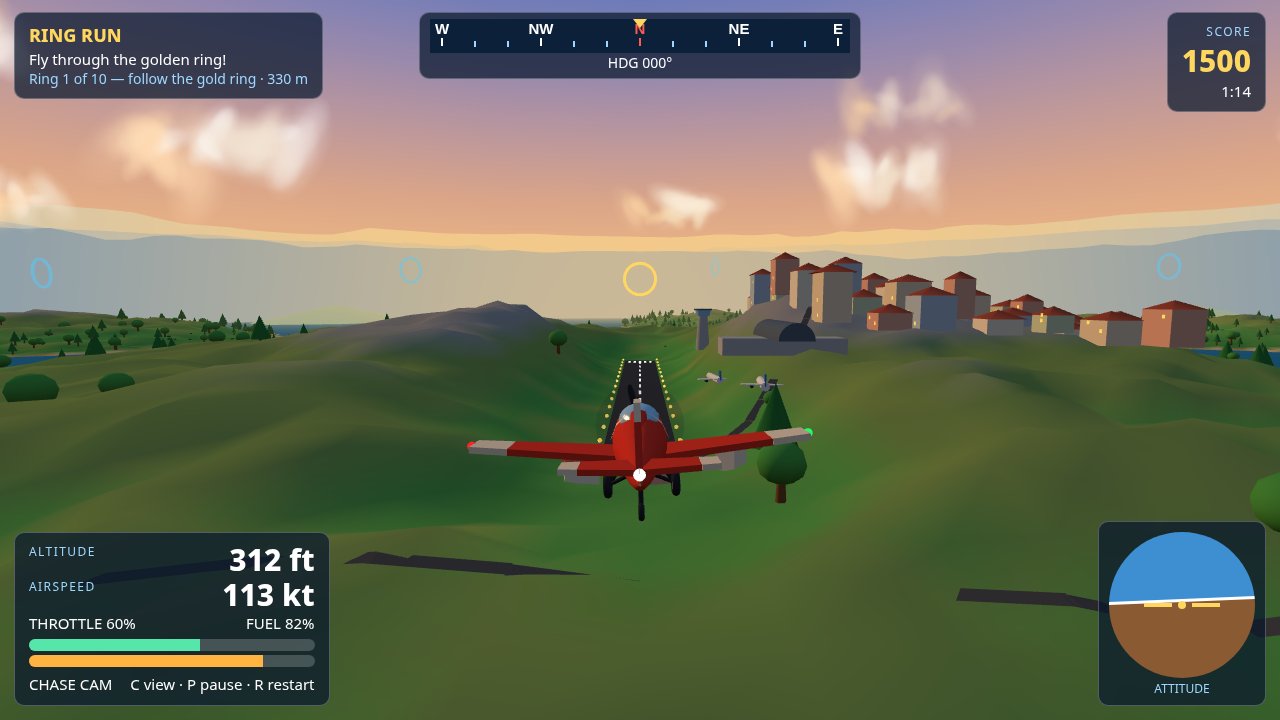 RING RUN
Fly through the golden ring!
Ring 1 of 10 — follow the gold ring · 330 m
W NW N NE E
HDG 000°
SCORE
1500
1:14
ALTITUDE 312 ft
AIRSPEED 113 kt
THROTTLE 60% FUEL 82%
CHASE CAM C view · P pause · R restart
ATTITUDE